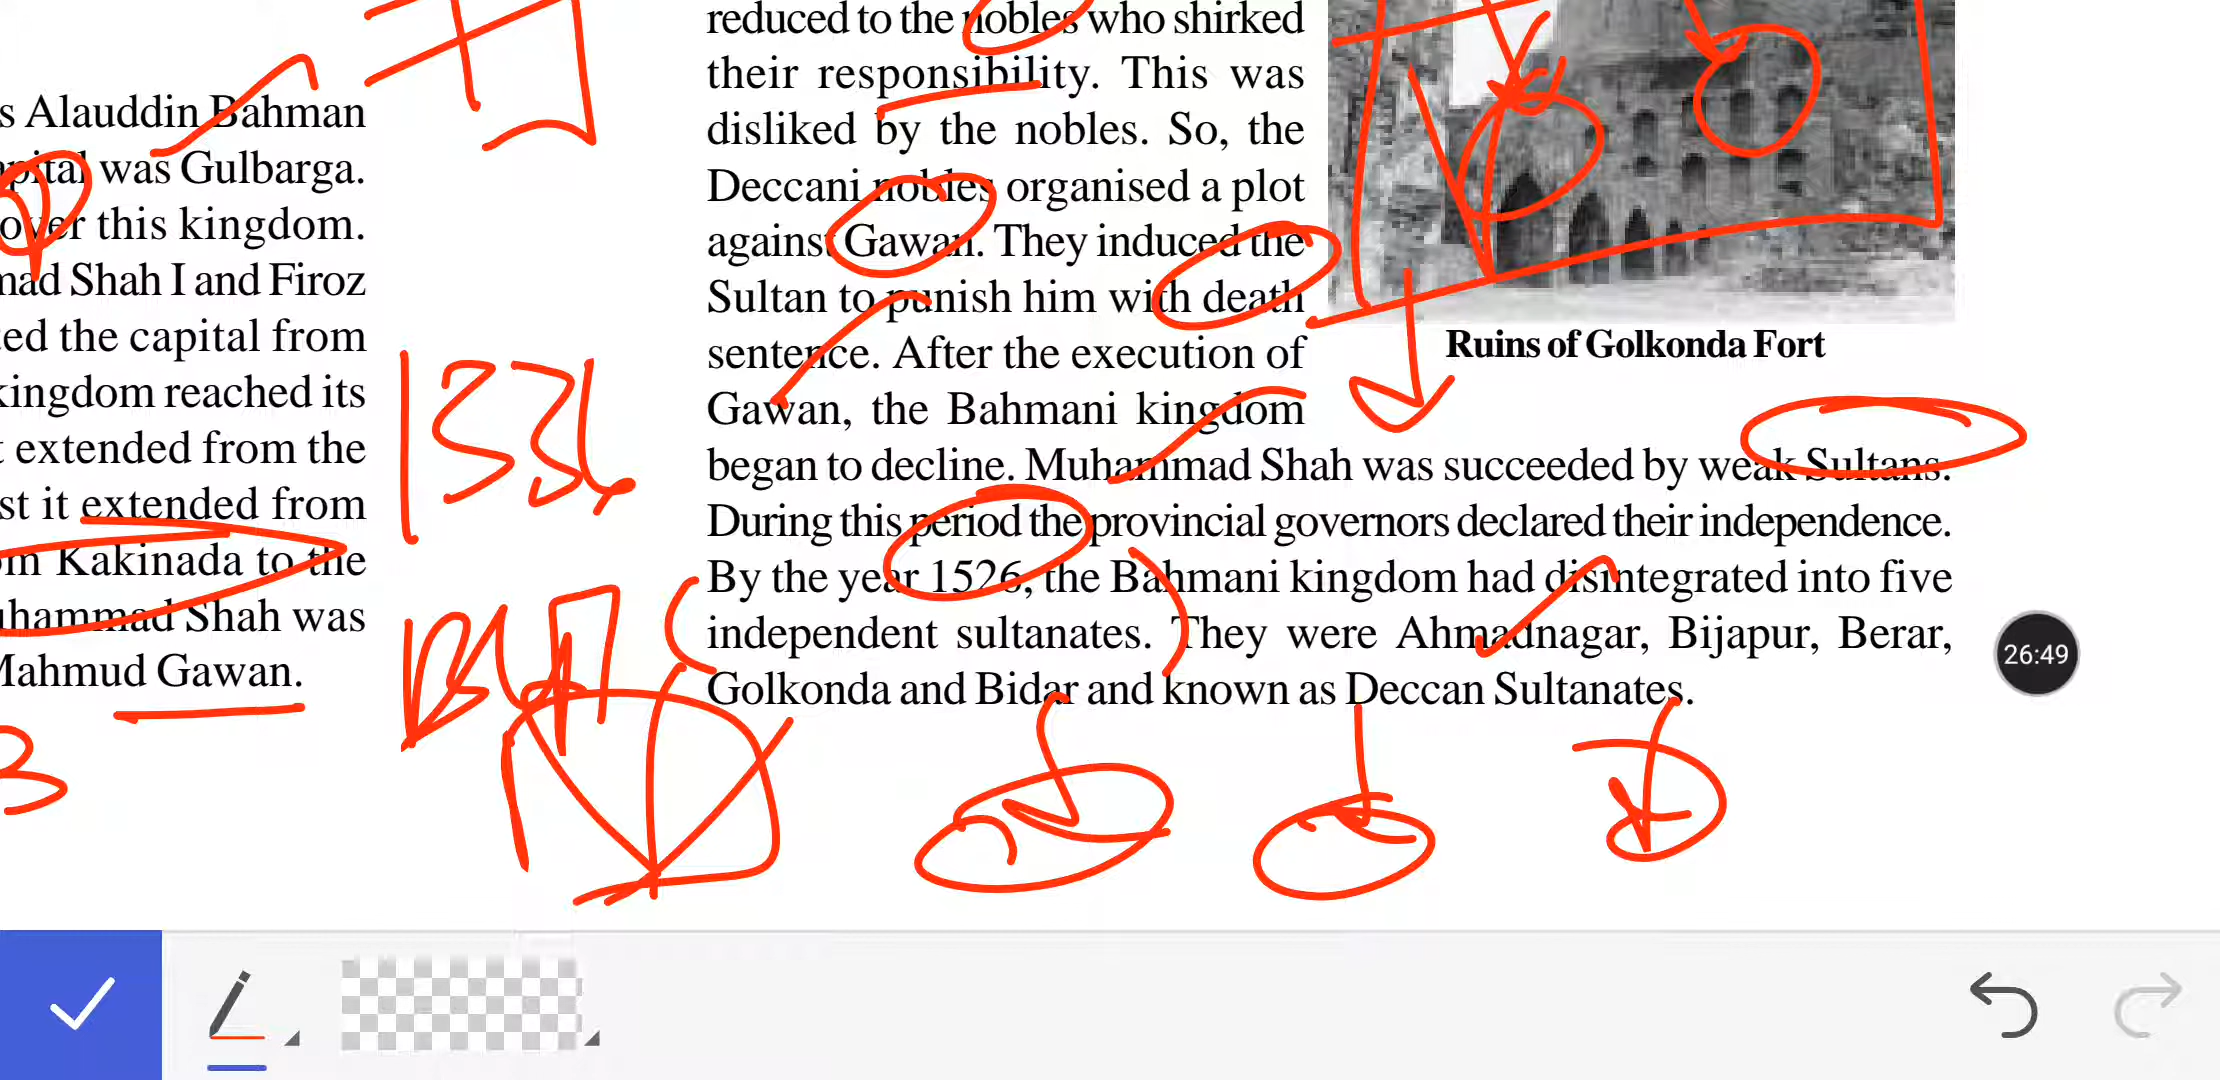 s Alauddin Bahman
apital was Gulbarga.
over this kingdom.
mad Shah I and Firoz
ted the capital from
kingdom reached its
t extended from the
st it extended from
om Kakinada to the
uhammad Shah was
Mahmud Gawan.
1336
1347
reduced to the nobles who shirked
their responsibility. This was
disliked by the nobles. So, the
Deccani nobles organised a plot
against Gawan. They induced the
Sultan to punish him with death
sentence. After the execution of
Gawan, the Bahmani kingdom
began to decline. Muhammad Shah was succeeded by weak Sultans.
During this period the provincial governors declared their independence.
By the year 1526, the Bahmani kingdom had disintegrated into five
independent sultanates. They were Ahmadnagar, Bijapur, Berar,
Golkonda and Bidar and known as Deccan Sultanates.
Ruins of Golkonda Fort
26:49